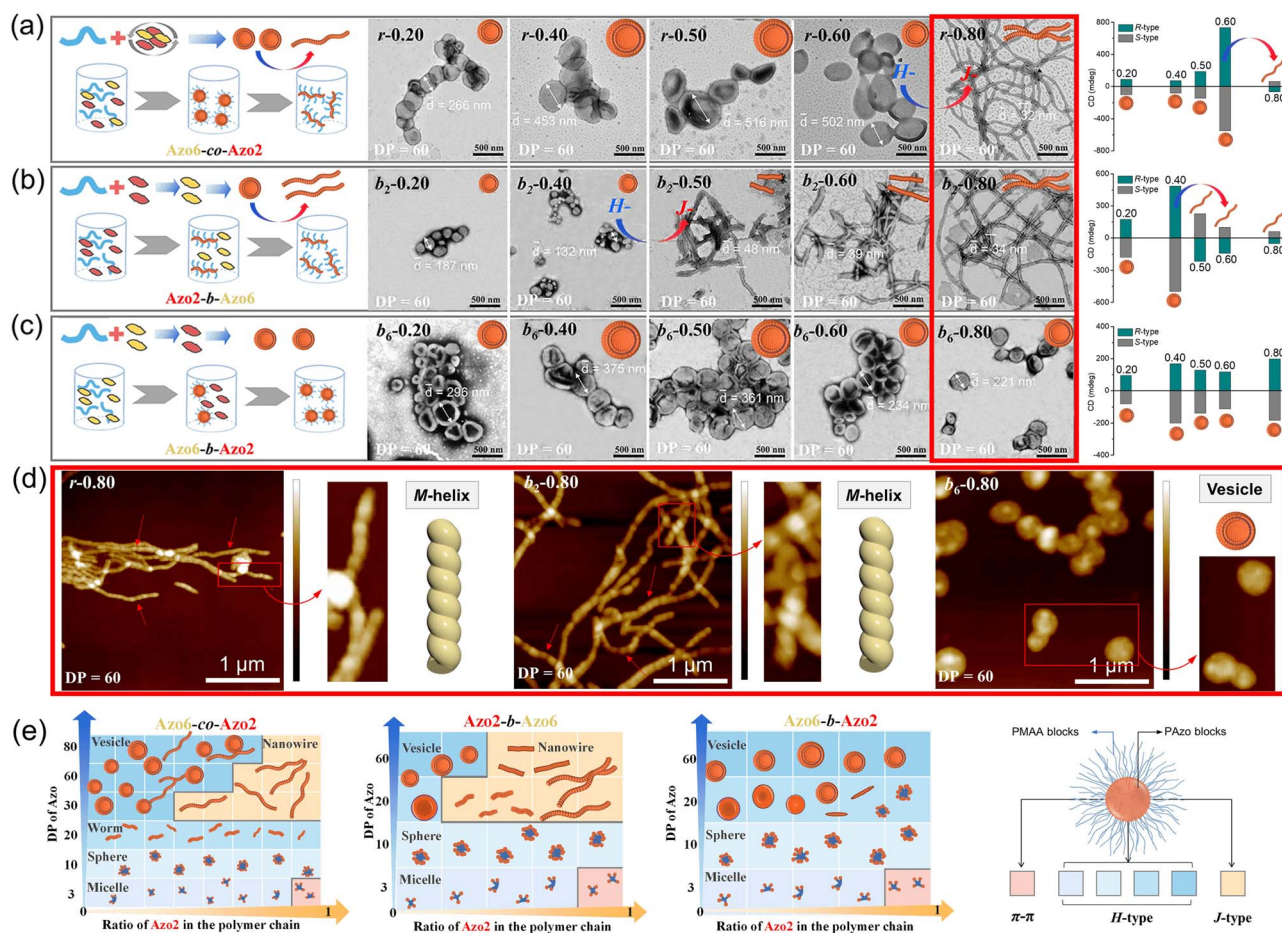 (a)
Azo6-co-Azo2
r-0.20
d̄ = 266 nm
DP = 60
500 nm
r-0.40
d̄ = 453 nm
500 nm
r-0.50
d̄ = 516 nm
DP = 60
500 nm
r-0.60
H-
d̄ = 502 nm
DP = 60
500 nm
r-0.80
J-
d̄ = 32 nm
DP = 60
500 nm
CD (mdeg)
800
400
0
-400
-800
R-type
S-type
0.20
0.40
0.50
0.60
0.80
(b)
Azo2-b-Azo6
b2-0.20
d̄ = 187 nm
DP = 60
500 nm
b2-0.40
H-
d̄ = 132 nm
DP = 60
500 nm
b2-0.50
J-
d̄ = 48 nm
DP = 60
500 nm
b2-0.60
d̄ = 39 nm
DP = 60
500 nm
b2-0.80
d̄ = 34 nm
DP = 60
500 nm
CD (mdeg)
600
300
0
-300
-600
R-type
S-type
0.20
0.40
0.50
0.60
0.80
(c)
Azo6-b-Azo2
b6-0.20
d̄ = 296 nm
DP = 60
500 nm
b6-0.40
d̄ = 375 nm
DP = 60
500 nm
b6-0.50
d̄ = 361 nm
DP = 60
500 nm
b6-0.60
d̄ = 234 nm
DP = 60
500 nm
b6-0.80
d̄ = 221 nm
DP = 60
500 nm
CD (mdeg)
400
200
0
-200
-400
R-type
S-type
0.20
0.40
0.50
0.60
0.80
(d)
r-0.80
DP = 60
1 μm
M-helix
b2-0.80
DP = 60
1 μm
M-helix
b6-0.80
DP = 60
1 μm
Vesicle
(e)
Azo6-co-Azo2
DP of Azo
80
60
30
20
10
3
0
1
Vesicle
Nanowire
Worm
Sphere
Micelle
Ratio of Azo2 in the polymer chain
Azo2-b-Azo6
DP of Azo
60
20
10
3
0
1
Vesicle
Nanowire
Sphere
Micelle
Ratio of Azo2 in the polymer chain
Azo6-b-Azo2
DP of Azo
60
20
10
3
0
1
Vesicle
Sphere
Micelle
Ratio of Azo2 in the polymer chain
PMAA blocks
PAzo blocks
π-π
H-type
J-type